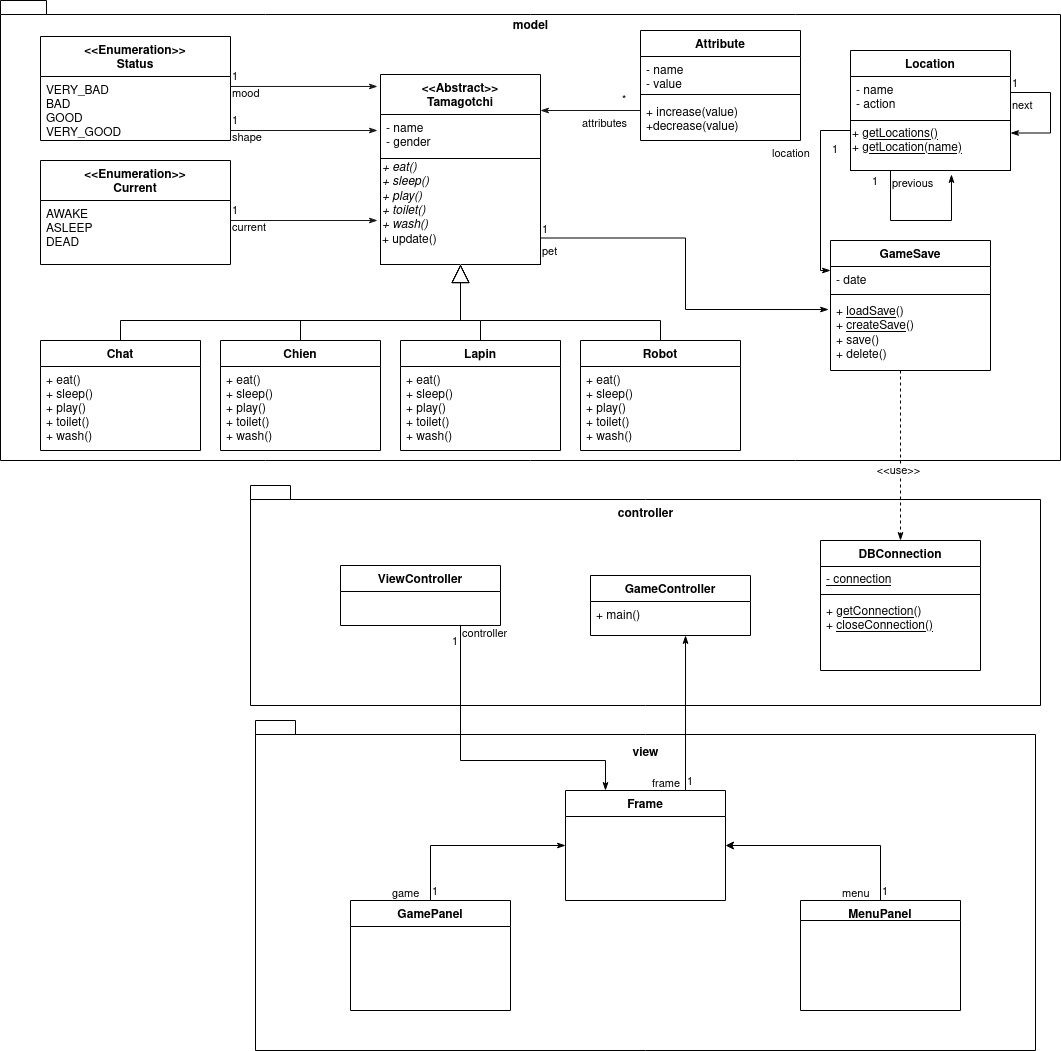 model
<<Enumeration>>
Status
VERY_BAD
BAD
GOOD
VERY_GOOD
1
mood
1
shape
<<Enumeration>>
Current
AWAKE
ASLEEP
DEAD
1
current
<<Abstract>>
Tamagotchi
- name
- gender
+ eat()
+ sleep()
+ play()
+ toilet()
+ wash()
+ update()
1
pet
Attribute
- name
- value
+ increase(value)
+decrease(value)
*
attributes
Location
- name
- action
+ getLocations()
+ getLocation(name)
1
next
1
previous
location
1
GameSave
- date
+ loadSave()
+ createSave()
+ save()
+ delete()
Chat
+ eat()
+ sleep()
+ play()
+ toilet()
+ wash()
Chien
+ eat()
+ sleep()
+ play()
+ toilet()
+ wash()
Lapin
+ eat()
+ sleep()
+ play()
+ toilet()
+ wash()
Robot
+ eat()
+ sleep()
+ play()
+ toilet()
+ wash()
<<use>>
controller
ViewController
1
controller
GameController
+ main()
DBConnection
- connection
+ getConnection()
+ closeConnection()
view
frame
1
Frame
game
1
GamePanel
menu
1
MenuPanel